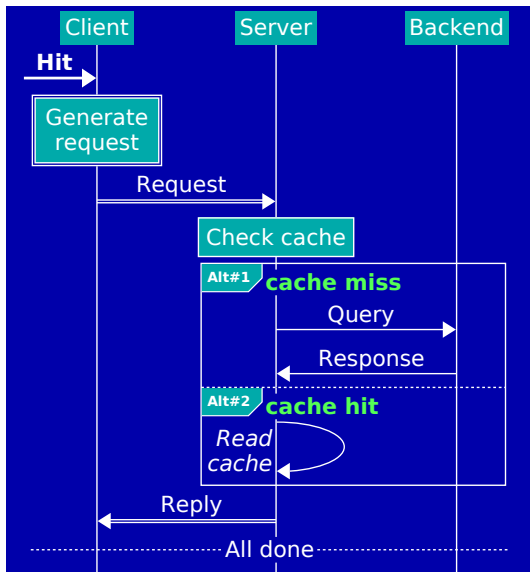 Client
Server
Backend
Hit
Generate
request
Request
Check cache
Alt#1
cache miss
Query
Response
Alt#2
cache hit
Read
cache
Reply
All done